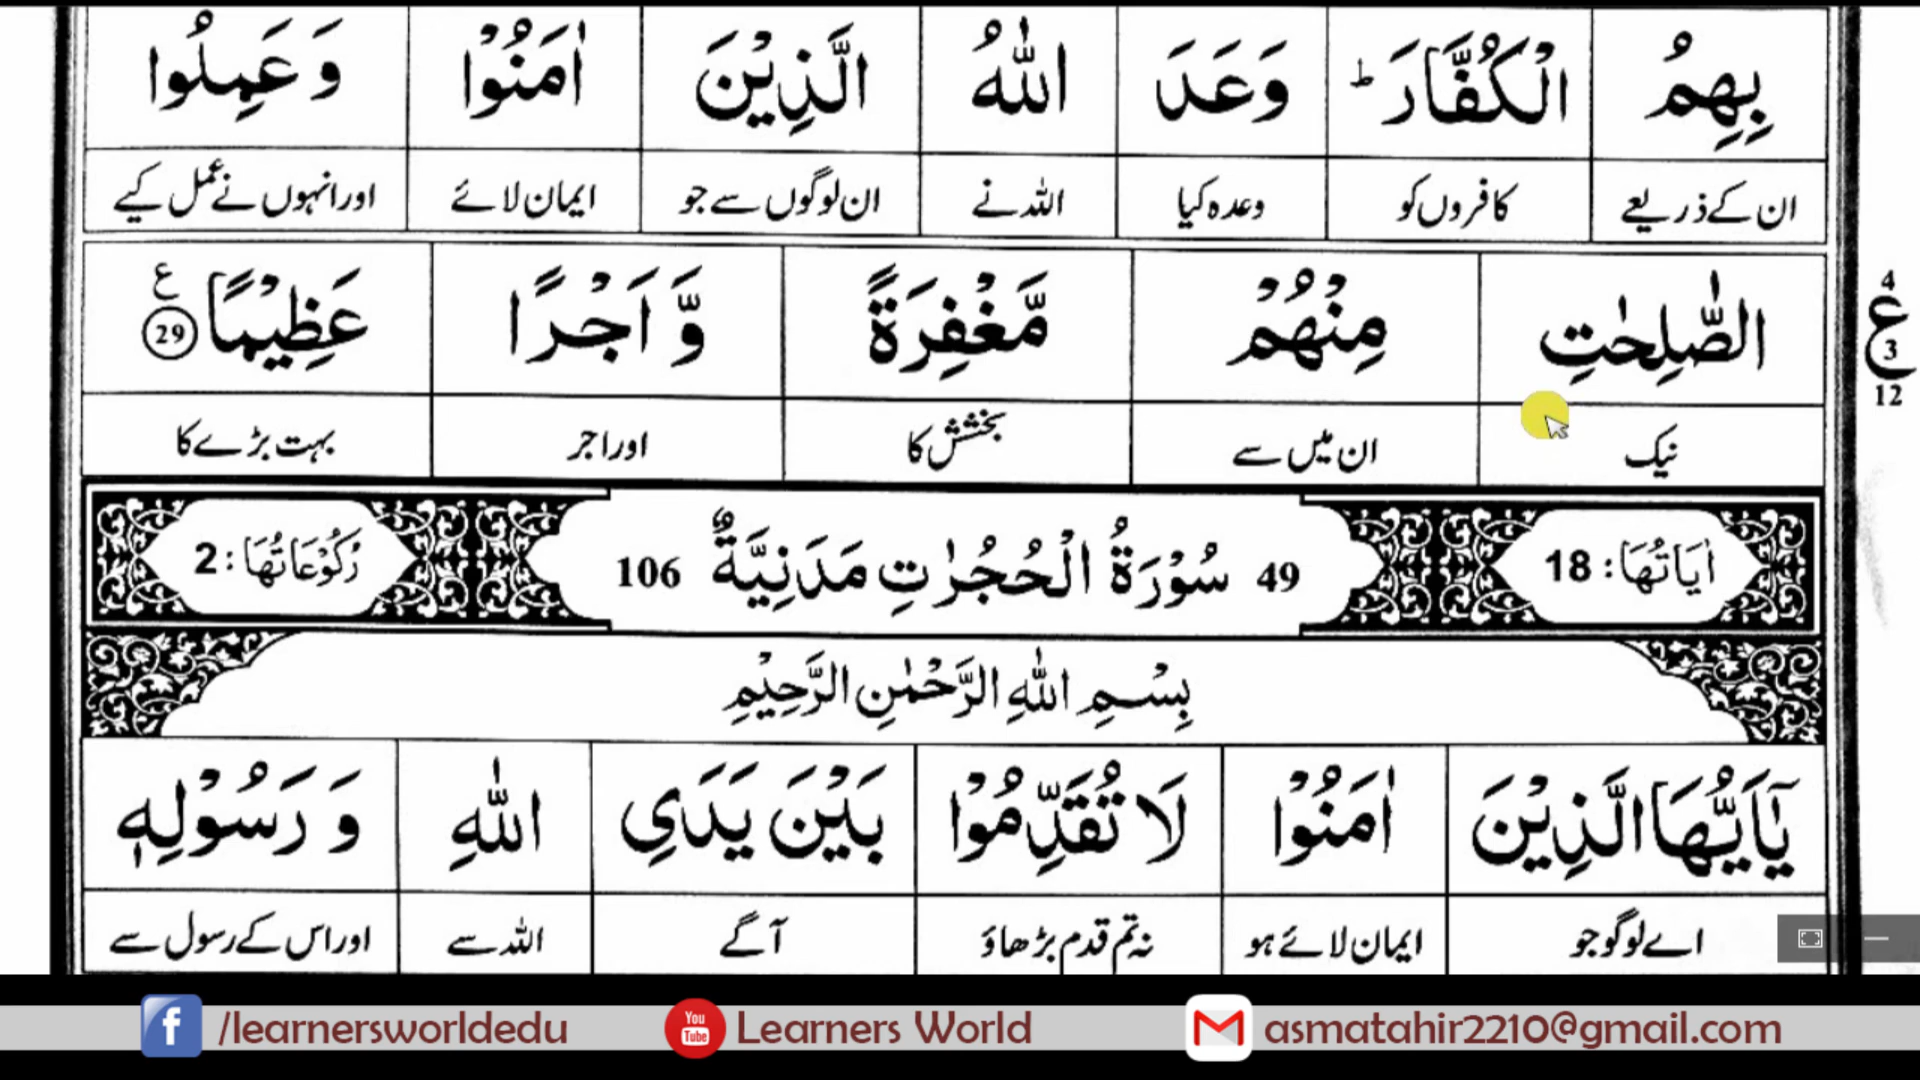 بِهِمُ الْكُفَّارَ ؕ وَعَدَ اللّٰهُ الَّذِيْنَ اٰمَنُوْا وَ عَمِلُوا
ان کے ذریعے کافروں کو وعدہ کیا اللہ نے ان لوگوں سے جو ایمان لائے اور انہوں نے عمل کیے
الصّٰلِحٰتِ مِنْهُمْ مَّغْفِرَةً وَّ اَجْرًا عَظِيْمًا ع 29
4 ع 3 12
نیک ان میں سے بخشش کا اور اجر بہت بڑے کا
اٰيَاتُهَا : 18 49 سُوْرَةُ الْحُجُرٰتِ مَدَنِيَّةٌ 106 رُكُوْعَاتُهَا : 2
بِسْمِ اللّٰهِ الرَّحْمٰنِ الرَّحِيْمِ
يٰٓاَيُّهَا الَّذِيْنَ اٰمَنُوْا لَا تُقَدِّمُوْا بَيْنَ يَدَيِ اللّٰهِ وَ رَسُوْلِهٖ
اے لوگو جو ایمان لائے ہو نہ تم قدم بڑھاؤ آگے اللہ سے اور اس کے رسول سے
/learnersworldedu You Tube Learners World asmatahir2210@gmail.com